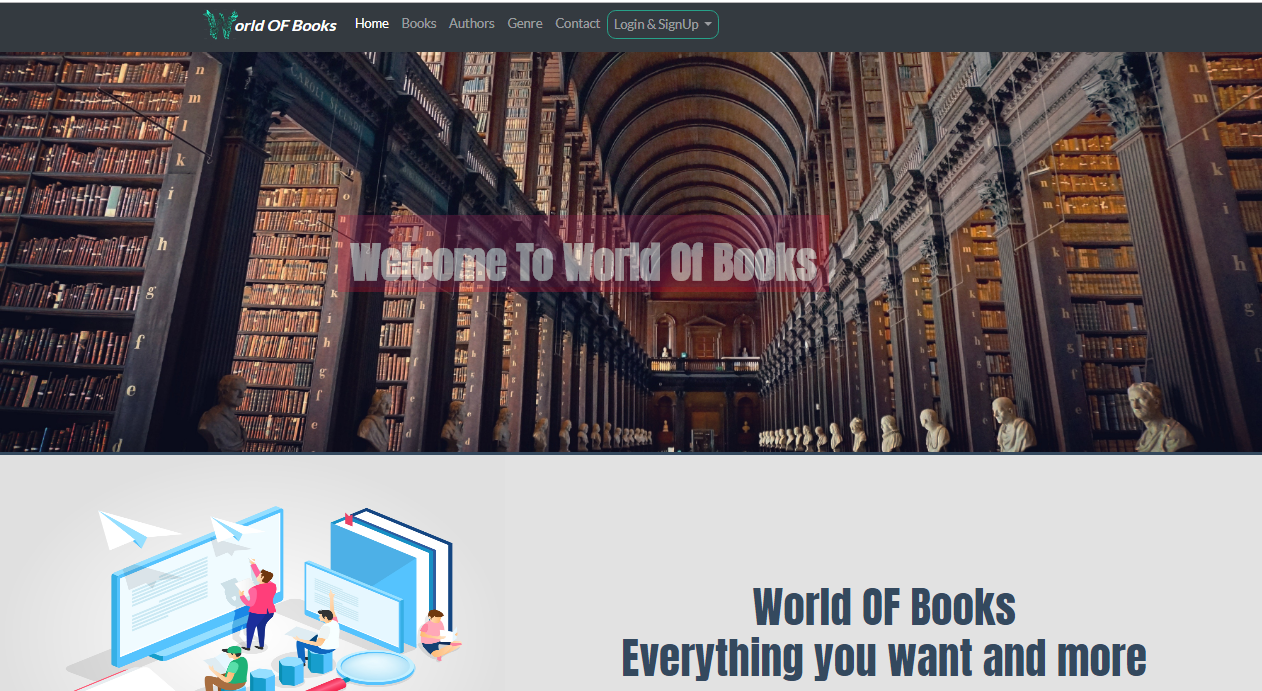 World OF Books Home Books Authors Genre Contact Login & SignUp
Welcome To World Of Books
World OF Books
Everything you want and more